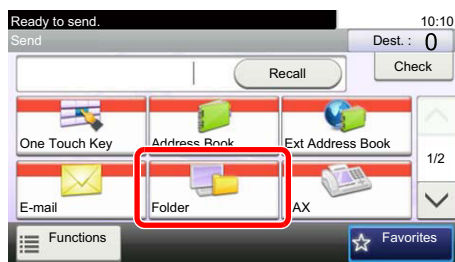 Ready to send. 10:10
Send Dest. : 0
Recall Check
One Touch Key Address Book Ext Address Book
1/2
E-mail Folder AX
Functions Favorites